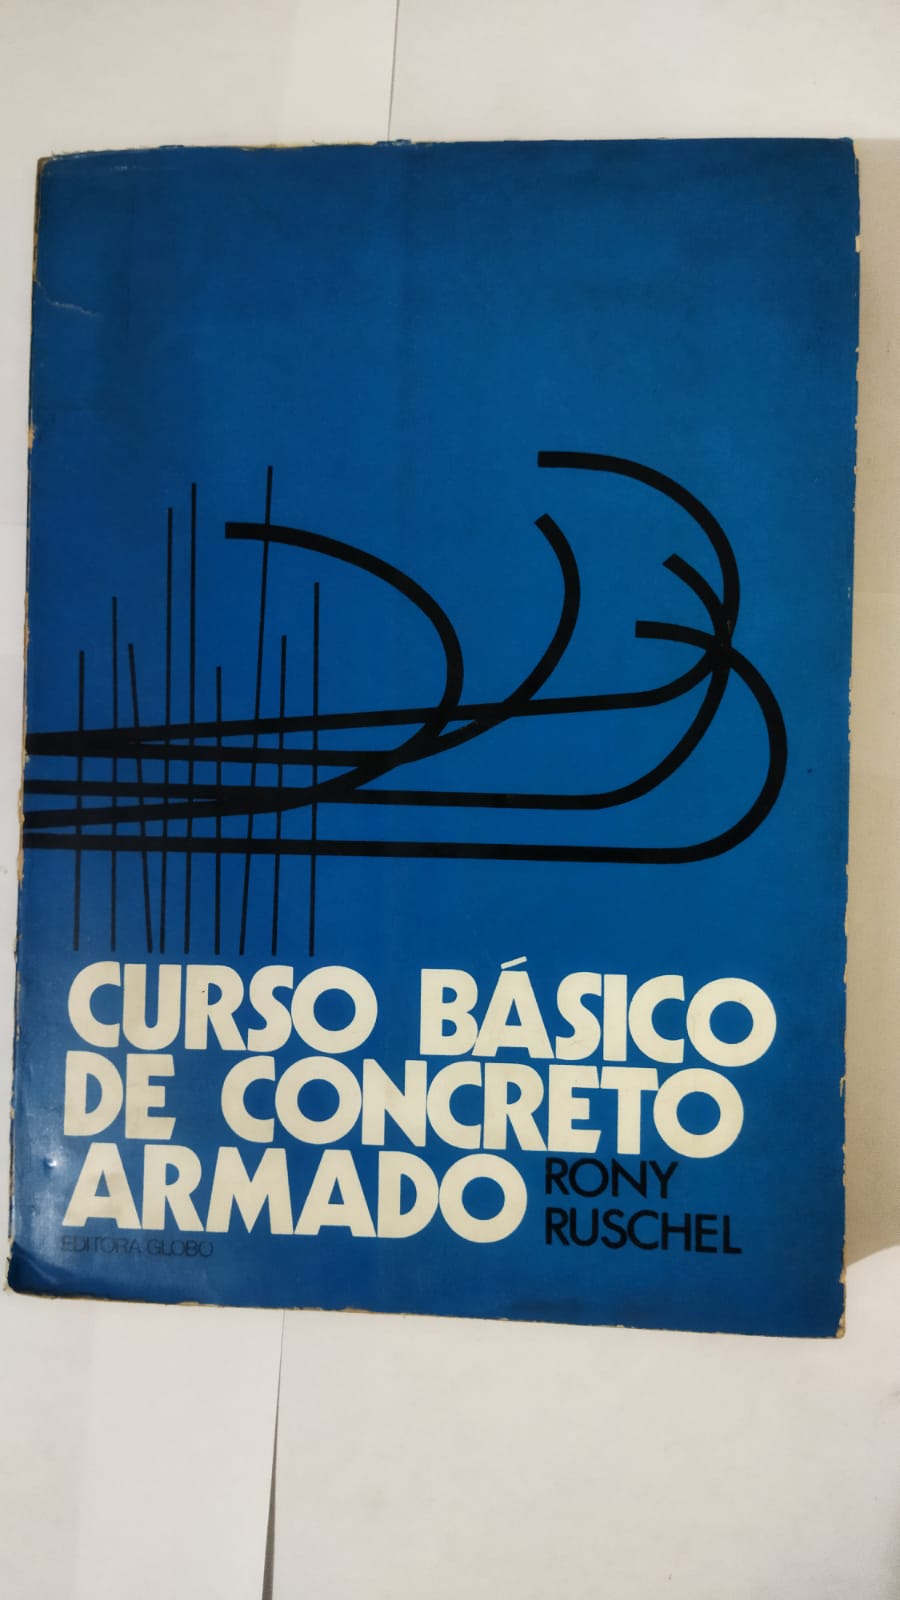 CURSO BÁSICO
DE CONCRETO
ARMADO
RONY
RUSCHEL
EDITORA GLOBO